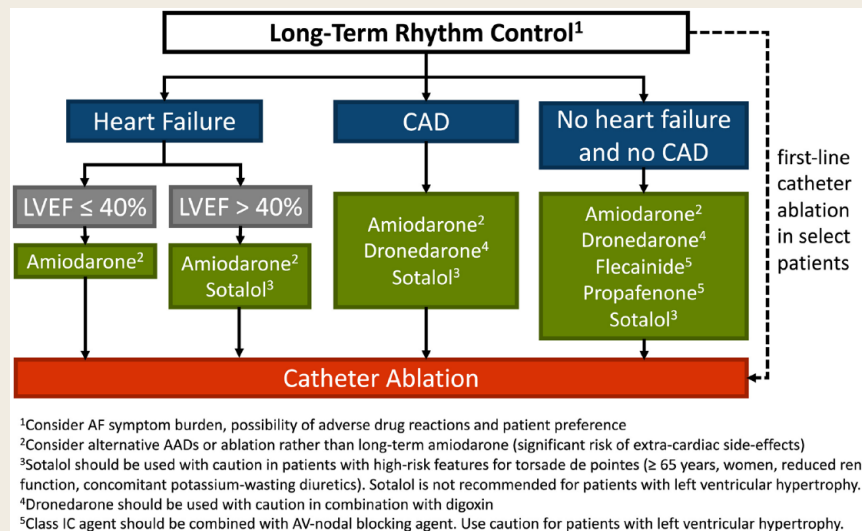 Long-Term Rhythm Control¹
Heart Failure
CAD
No heart failure
and no CAD
first-line
catheter
ablation
in select
patients
LVEF ≤ 40%
LVEF > 40%
Amiodarone²
Amiodarone²
Sotalol³
Amiodarone²
Dronedarone⁴
Sotalol³
Amiodarone²
Dronedarone⁴
Flecainide⁵
Propafenone⁵
Sotalol³
Catheter Ablation
¹Consider AF symptom burden, possibility of adverse drug reactions and patient preference
²Consider alternative AADs or ablation rather than long-term amiodarone (significant risk of extra-cardiac side-effects)
³Sotalol should be used with caution in patients with high-risk features for torsade de pointes (≥ 65 years, women, reduced ren
function, concomitant potassium-wasting diuretics). Sotalol is not recommended for patients with left ventricular hypertrophy.
⁴Dronedarone should be used with caution in combination with digoxin
⁵Class IC agent should be combined with AV-nodal blocking agent. Use caution for patients with left ventricular hypertrophy.